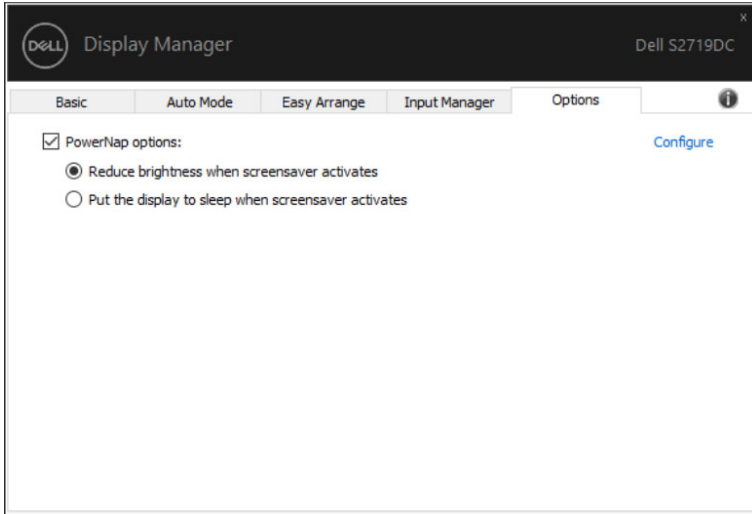 x
DELL Display Manager Dell S2719DC
Basic Auto Mode Easy Arrange Input Manager Options i
PowerNap options: Configure
Reduce brightness when screensaver activates
Put the display to sleep when screensaver activates